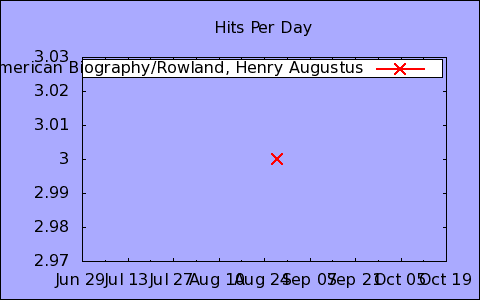 Hits Per Day
3.03
merican Biography/Rowland, Henry Augustus
3.02
3.01
3
2.99
2.98
2.97
Jun 29 Jul 13 Jul 27 Aug 10 Aug 24 Sep 07 Sep 21 Oct 05 Oct 19